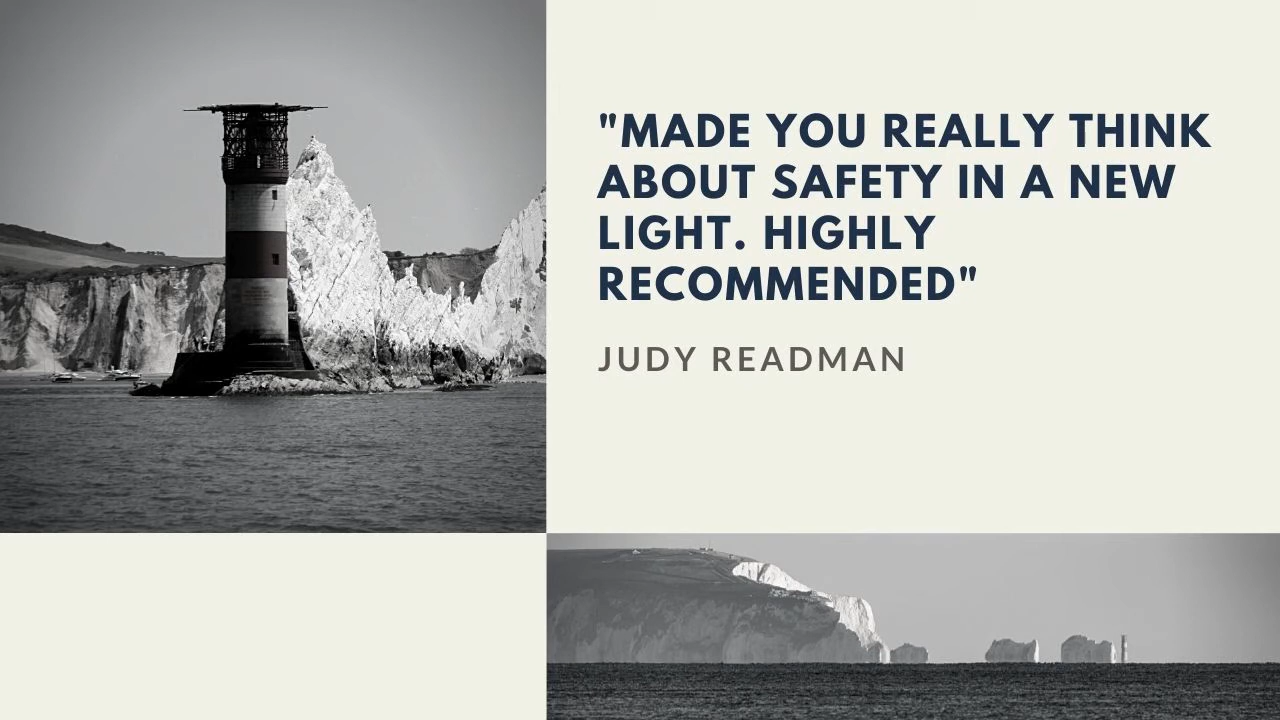 "MADE YOU REALLY THINK
ABOUT SAFETY IN A NEW
LIGHT. HIGHLY
RECOMMENDED"
JUDY READMAN